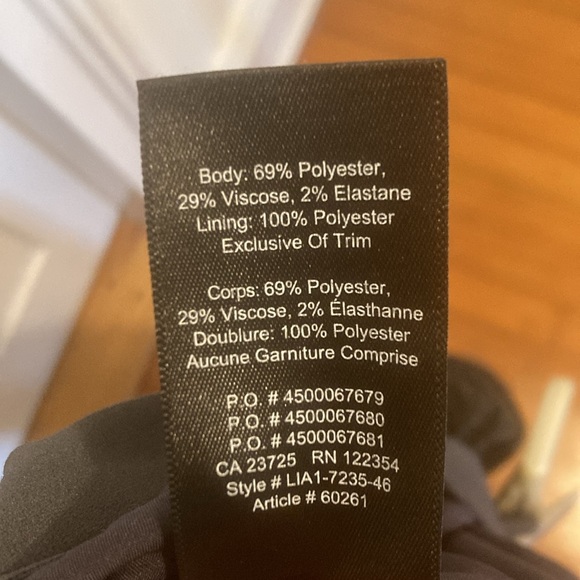 Body: 69% Polyester,
29% Viscose, 2% Elastane
Lining: 100% Polyester
Exclusive Of Trim
Corps: 69% Polyester,
29% Viscose, 2% Élasthanne
Doublure: 100% Polyester
Aucune Garniture Comprise
P.O. # 4500067679
P.O. # 4500067680
P.O. # 4500067681
CA 23725 RN 122354
Style # LIA1-7235-46
Article # 60261